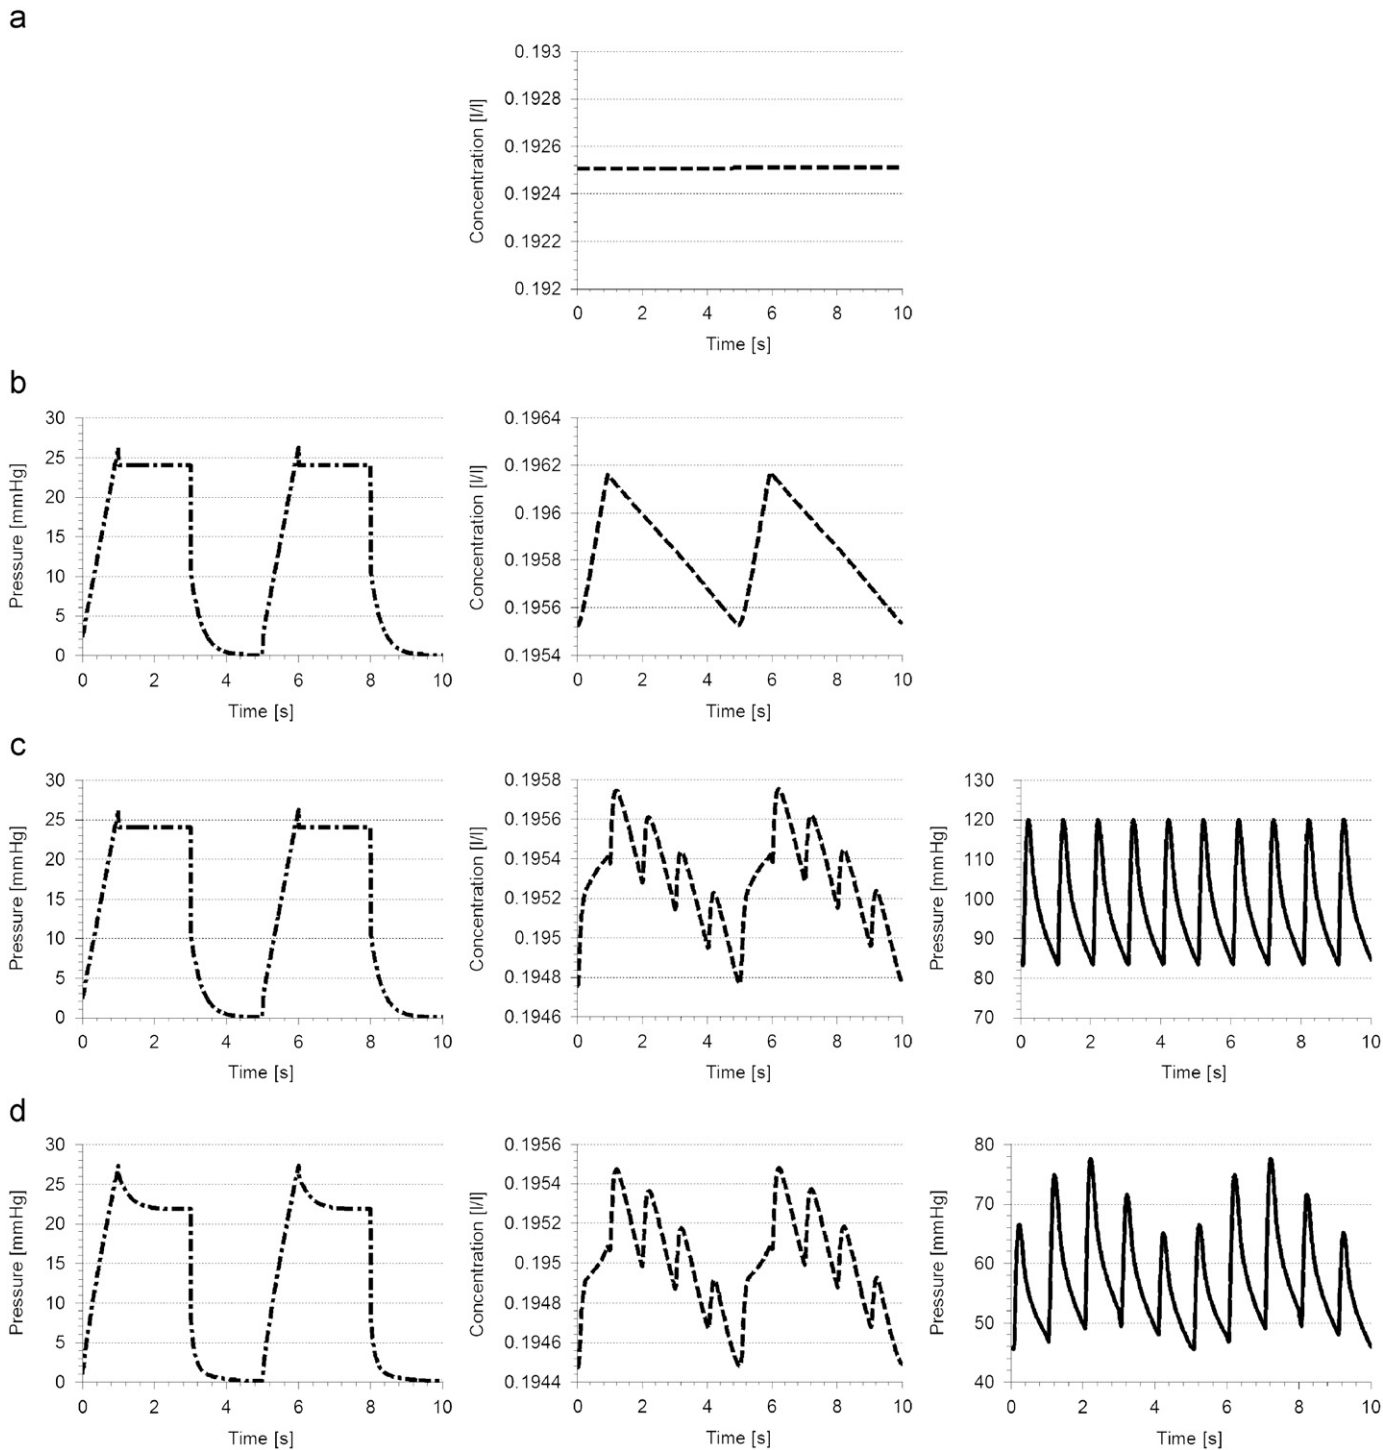 a
0.193
0.1928
0.1926
0.1924
0.1922
0.192
Concentration [l/l]
0 2 4 6 8 10
Time [s]
b
30
25
20
15
10
5
0
Pressure [mmHg]
0 2 4 6 8 10
Time [s]
0.1964
0.1962
0.196
0.1958
0.1956
0.1954
Concentration [l/l]
0 2 4 6 8 10
Time [s]
c
30
25
20
15
10
5
0
Pressure [mmHg]
0 2 4 6 8 10
Time [s]
0.1958
0.1956
0.1954
0.1952
0.195
0.1948
0.1946
Concentration [l/l]
0 2 4 6 8 10
Time [s]
130
120
110
100
90
80
70
Pressure [mmHg]
0 2 4 6 8 10
Time [s]
d
30
25
20
15
10
5
0
Pressure [mmHg]
0 2 4 6 8 10
Time [s]
0.1956
0.1954
0.1952
0.195
0.1948
0.1946
0.1944
Concentration [l/l]
0 2 4 6 8 10
Time [s]
80
70
60
50
40
Pressure [mmHg]
0 2 4 6 8 10
Time [s]